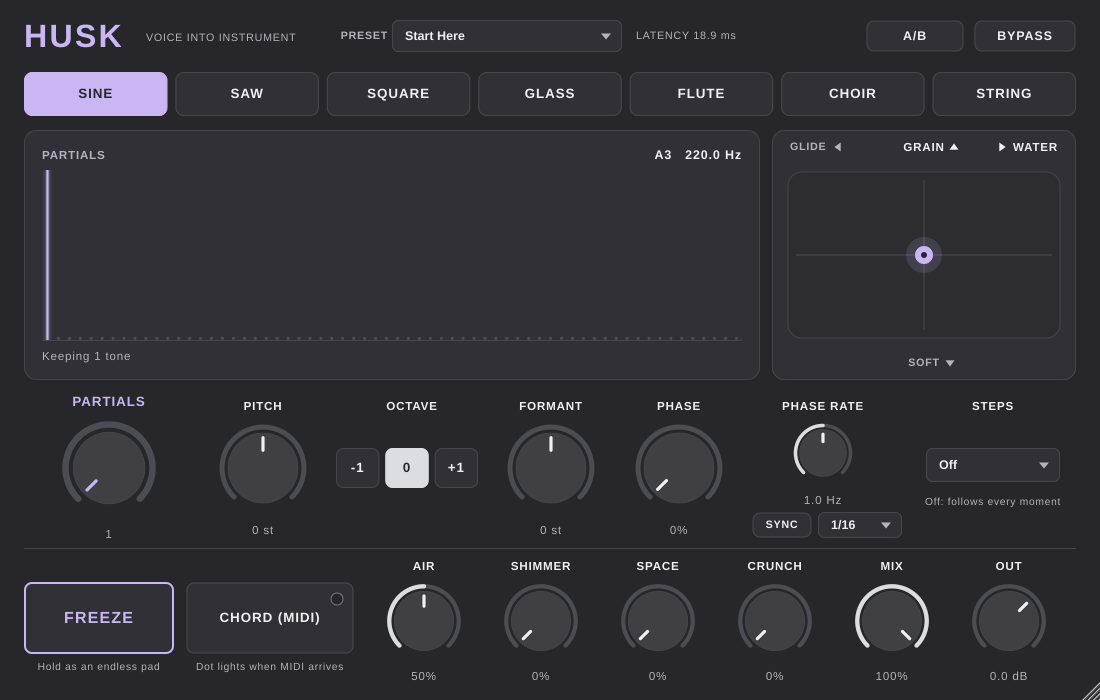 HUSK VOICE INTO INSTRUMENT PRESET Start Here LATENCY 18.9 ms A/B BYPASS
SINE SAW SQUARE GLASS FLUTE CHOIR STRING
PARTIALS A3 220.0 Hz
GLIDE GRAIN WATER
Keeping 1 tone
SOFT
PARTIALS PITCH OCTAVE FORMANT PHASE PHASE RATE STEPS
-1 0 +1 Off
1 0 st 0 st 0% 1.0 Hz Off: follows every moment
SYNC 1/16
AIR SHIMMER SPACE CRUNCH MIX OUT
FREEZE CHORD (MIDI)
Hold as an endless pad Dot lights when MIDI arrives
50% 0% 0% 0% 100% 0.0 dB